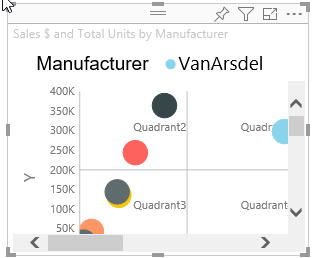 Sales $ and Total Units by Manufacturer
Manufacturer VanArsdel
400K
350K
300K
250K
200K
150K
100K
50K
Y
Quadrant2
Quadrant3